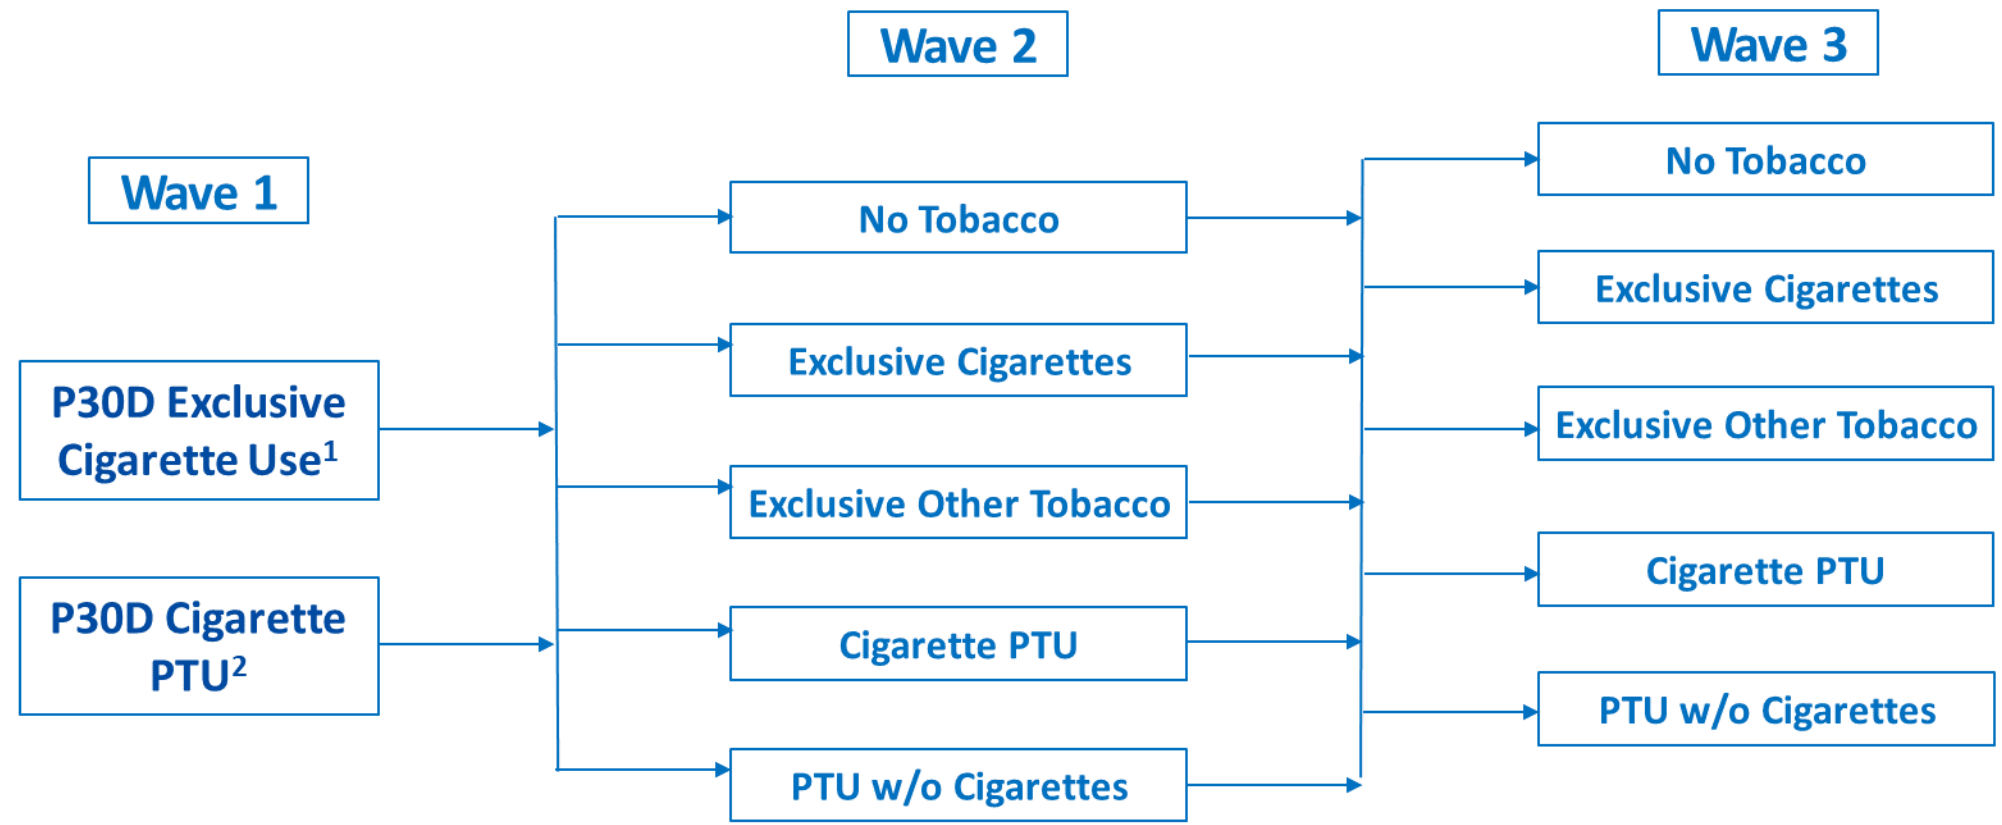 Wave 1
P30D Exclusive
Cigarette Use¹
P30D Cigarette
PTU²
Wave 2
No Tobacco
Exclusive Cigarettes
Exclusive Other Tobacco
Cigarette PTU
PTU w/o Cigarettes
Wave 3
No Tobacco
Exclusive Cigarettes
Exclusive Other Tobacco
Cigarette PTU
PTU w/o Cigarettes